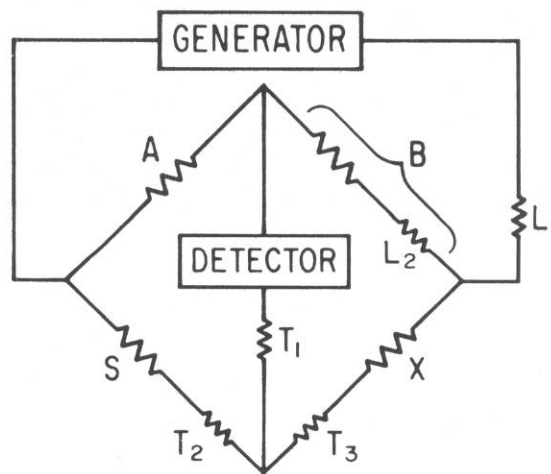 GENERATOR
A
B
L
L2
DETECTOR
T1
S
X
T2
T3